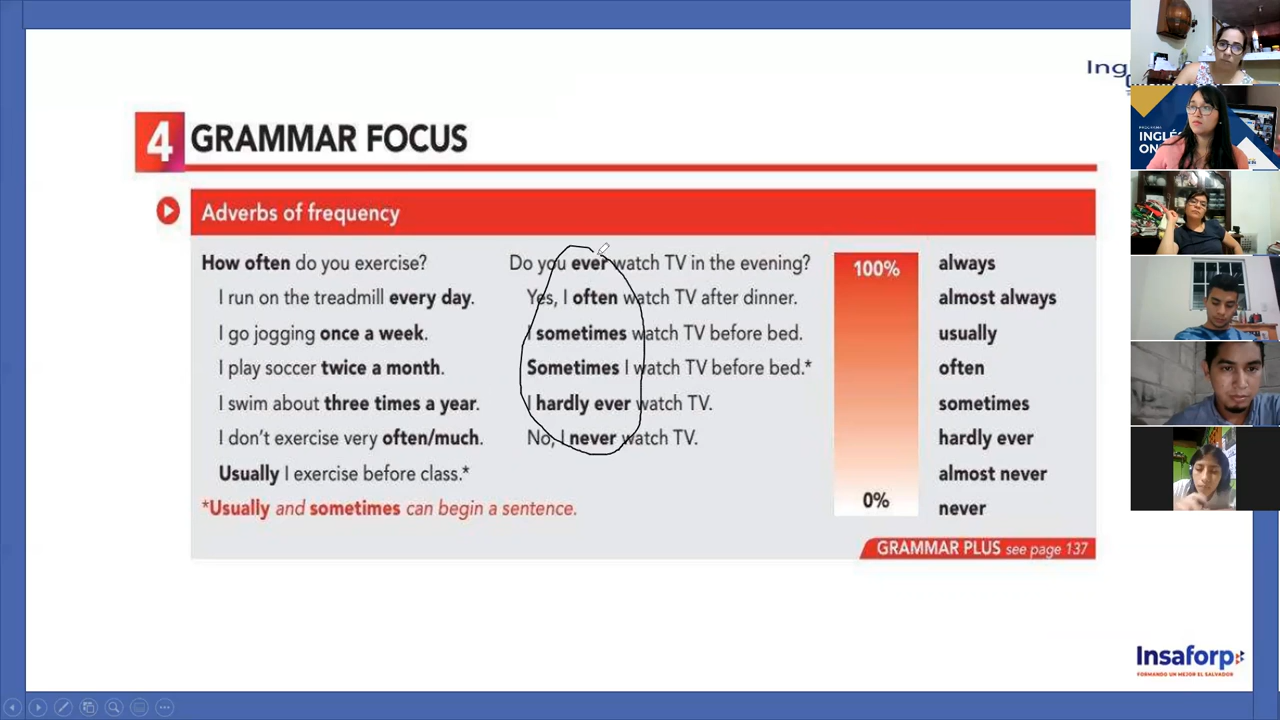 4 GRAMMAR FOCUS
Adverbs of frequency
How often do you exercise?
I run on the treadmill every day.
I go jogging once a week.
I play soccer twice a month.
I swim about three times a year.
I don't exercise very often/much.
Usually I exercise before class.*
*Usually and sometimes can begin a sentence.
Do you ever watch TV in the evening?
Yes, I often watch TV after dinner.
I sometimes watch TV before bed.
Sometimes I watch TV before bed.*
I hardly ever watch TV.
No, I never watch TV.
100%
0%
always
almost always
usually
often
sometimes
hardly ever
almost never
never
GRAMMAR PLUS see page 137
Ing
INGLÉS
ON
Insaforp
FORMANDO UN MEJOR EL SALVADOR